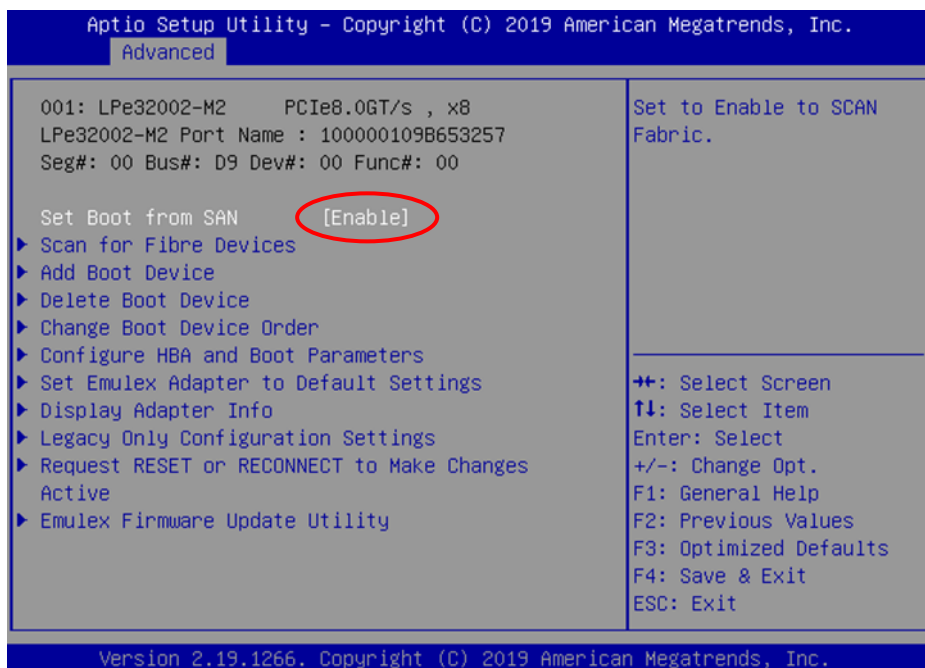 Aptio Setup Utility – Copyright (C) 2019 American Megatrends, Inc.
Advanced
001: LPe32002-M2 PCIe8.0GT/s , x8
LPe32002-M2 Port Name : 100000109B653257
Seg#: 00 Bus#: D9 Dev#: 00 Func#: 00
Set Boot from SAN [Enable]
Scan for Fibre Devices
Add Boot Device
Delete Boot Device
Change Boot Device Order
Configure HBA and Boot Parameters
Set Emulex Adapter to Default Settings
Display Adapter Info
Legacy Only Configuration Settings
Request RESET or RECONNECT to Make Changes
Active
Emulex Firmware Update Utility
Set to Enable to SCAN
Fabric.
→←: Select Screen
↑↓: Select Item
Enter: Select
+/-: Change Opt.
F1: General Help
F2: Previous Values
F3: Optimized Defaults
F4: Save & Exit
ESC: Exit
Version 2.19.1266. Copyright (C) 2019 American Megatrends, Inc.